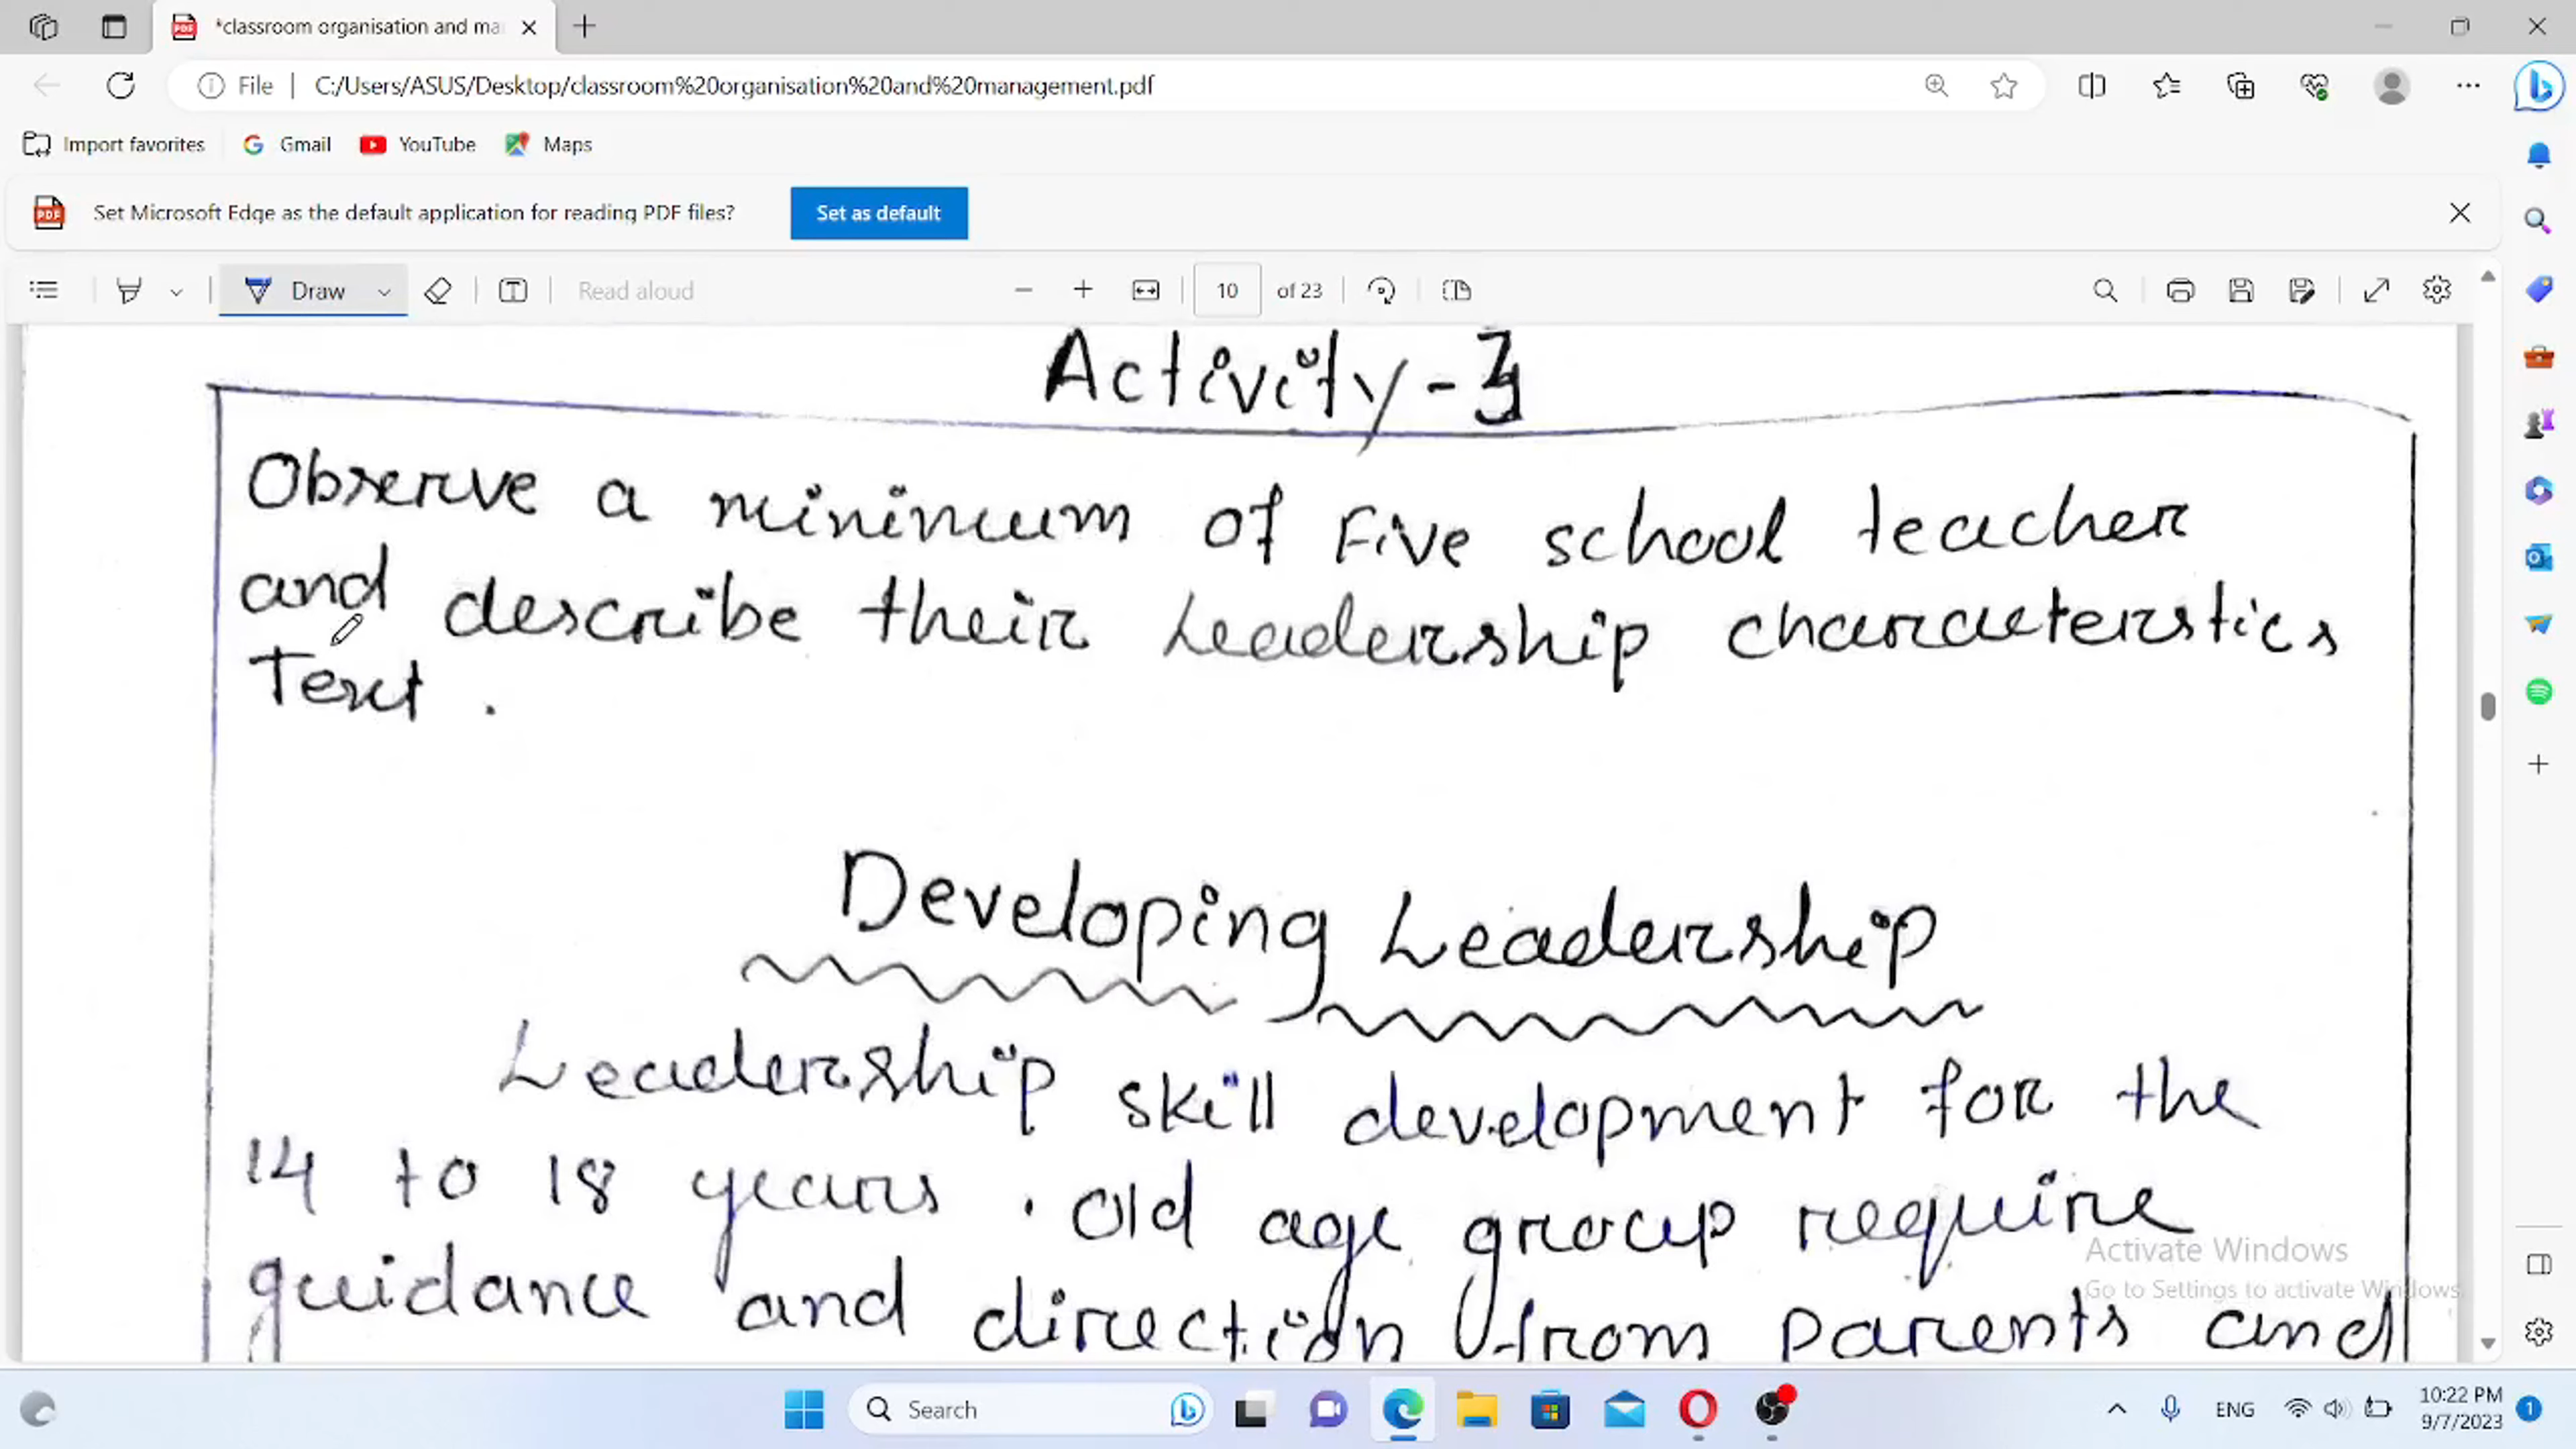 *classroom organisation and ma
File
C:/Users/ASUS/Desktop/classroom%20organisation%20and%20management.pdf
Import favorites
Gmail
YouTube
Maps
Set Microsoft Edge as the default application for reading PDF files?
Set as default
Draw
Read aloud
10 of 23
Activity -
Observe a minimum of Five school teacher
and describe their Leadership characterstics
Text .
Developing Leadership
Leadership skill development for the
14 to 18 years . Old age group require
guidance and direction from parents and
Activate Windows
Go to Settings to activate Windows.
Search
ENG
10:22 PM
9/7/2023
1